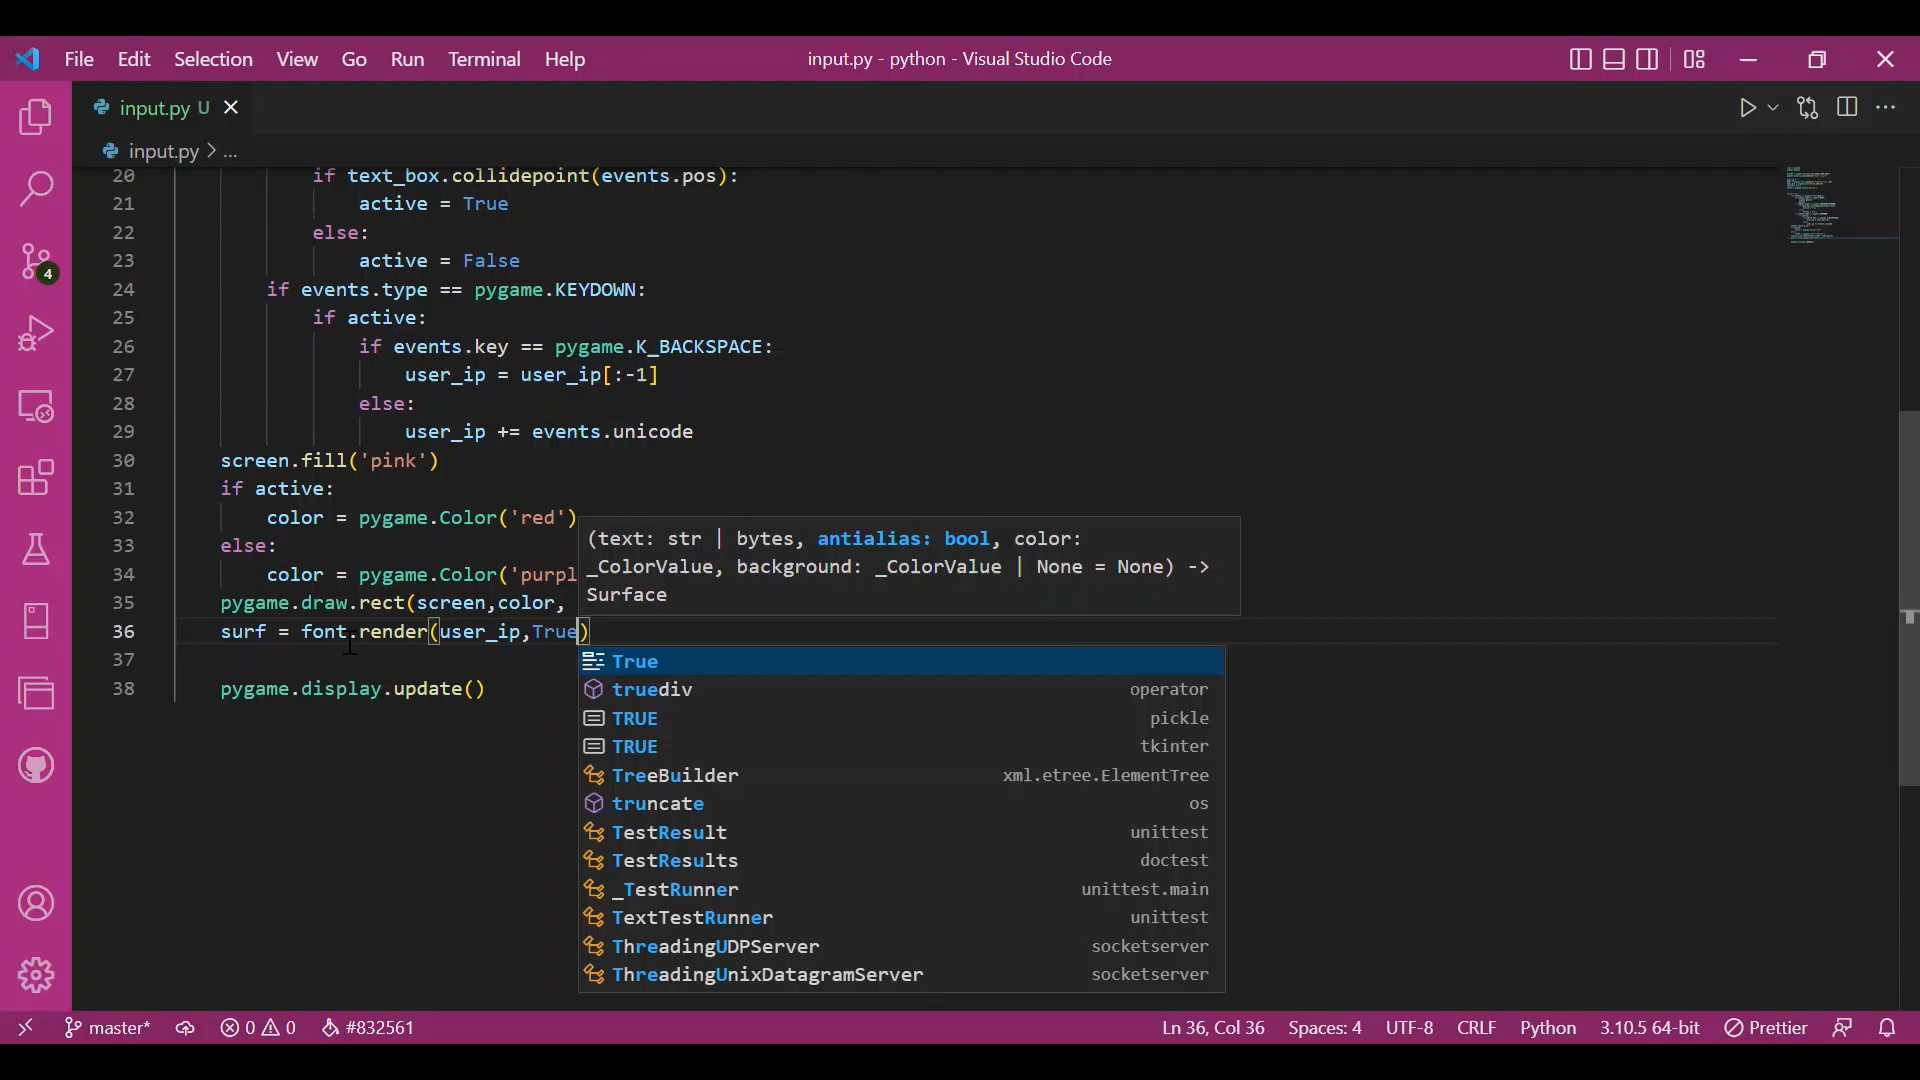 File Edit Selection View Go Run Terminal Help input.py - python - Visual Studio Code
input.py U
input.py > ...
20 if text_box.collidepoint(events.pos):
21 active = True
22 else:
23 active = False
24 if events.type == pygame.KEYDOWN:
25 if active:
26 if events.key == pygame.K_BACKSPACE:
27 user_ip = user_ip[:-1]
28 else:
29 user_ip += events.unicode
30 screen.fill('pink')
31 if active:
32 color = pygame.Color('red')
33 else:
34 color = pygame.Color('purpl
35 pygame.draw.rect(screen,color,
36 surf = font.render(user_ip,True)
37
38 pygame.display.update()
(text: str | bytes, antialias: bool, color:
_ColorValue, background: _ColorValue | None = None) ->
Surface
True
truediv operator
TRUE pickle
TRUE tkinter
TreeBuilder xml.etree.ElementTree
truncate os
TestResult unittest
TestResults doctest
_TestRunner unittest.main
TextTestRunner unittest
ThreadingUDPServer socketserver
ThreadingUnixDatagramServer socketserver
4
master* 0 0 #832561 Ln 36, Col 36 Spaces: 4 UTF-8 CRLF Python 3.10.5 64-bit Prettier